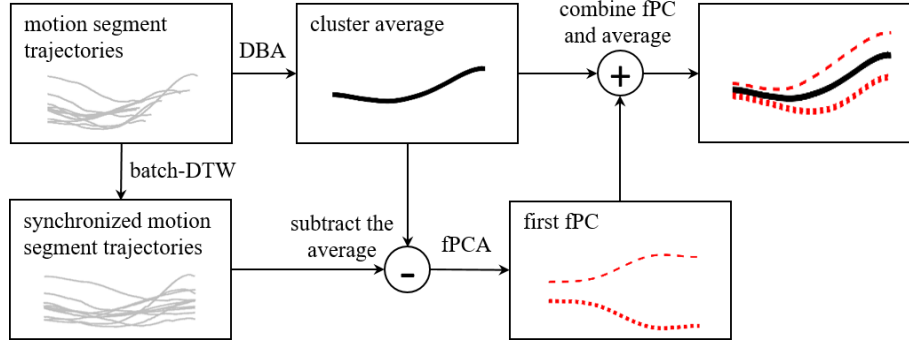 motion segment
trajectories
DBA
cluster average
combine fPC
and average
+
batch-DTW
synchronized motion
segment trajectories
subtract the
average
-
fPCA
first fPC